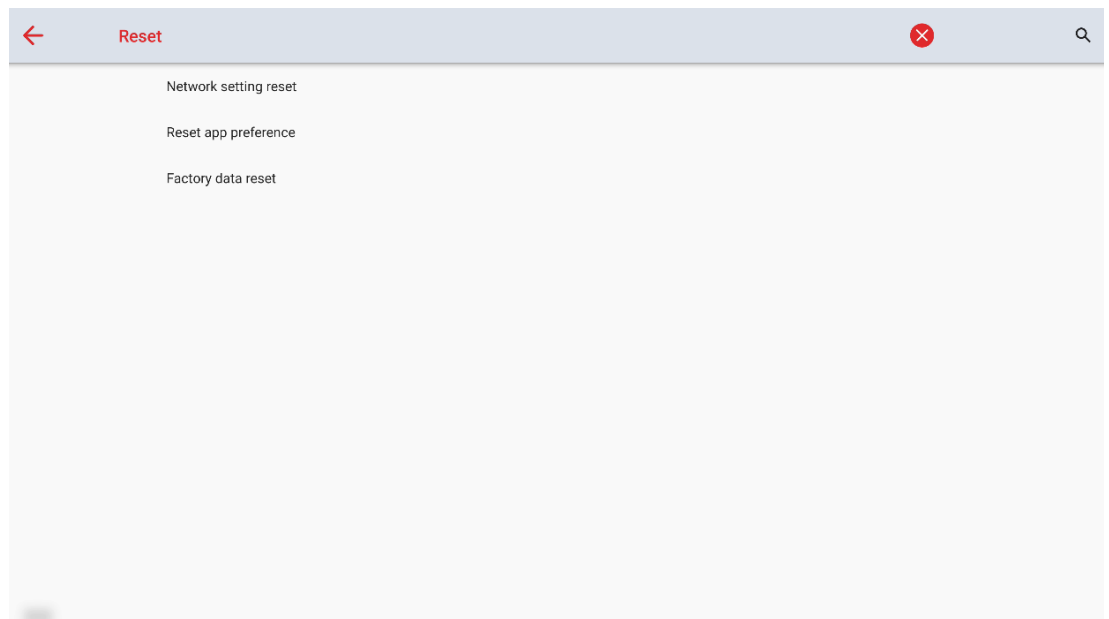 Reset
Network setting reset
Reset app preference
Factory data reset